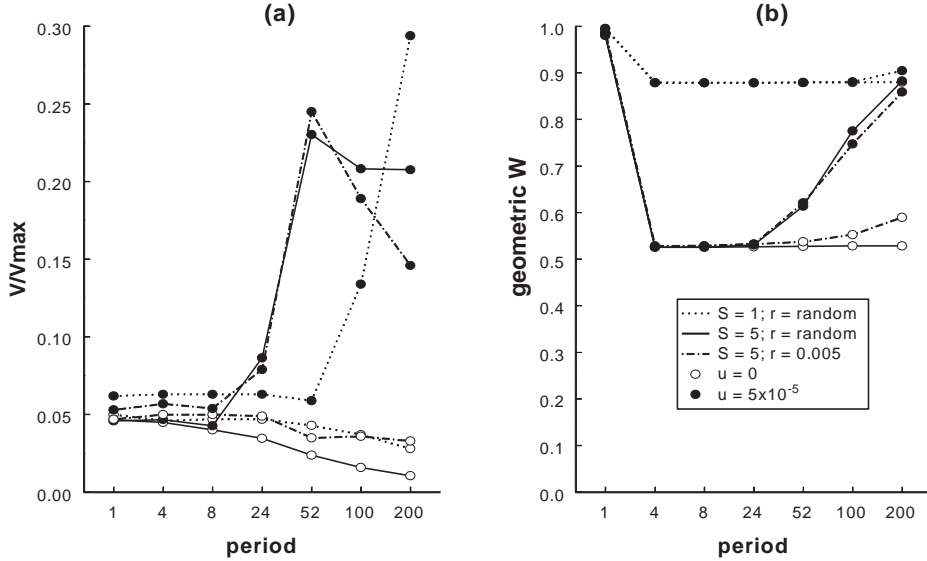 (a)
0.30
0.25
0.20
0.15
0.10
0.05
0.00
V/Vmax
1 4 8 24 52 100 200
period
(b)
1.0
0.9
0.8
0.7
0.6
0.5
0.4
0.3
0.2
0.1
0.0
geometric W
S = 1; r = random
S = 5; r = random
S = 5; r = 0.005
u = 0
u = 5x10⁻⁵
1 4 8 24 52 100 200
period